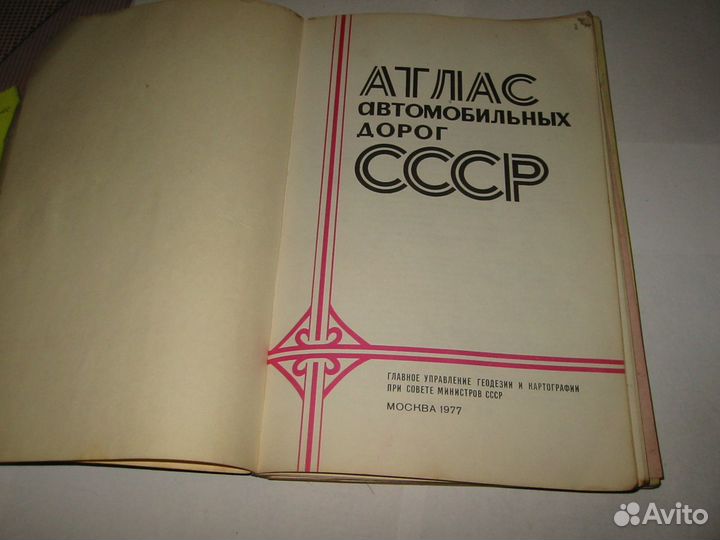 АТЛАС
автомобильных
дорог
СССР
ГЛАВНОЕ УПРАВЛЕНИЕ ГЕОДЕЗИИ И КАРТОГРАФИИ
ПРИ СОВЕТЕ МИНИСТРОВ СССР
МОСКВА 1977
Avito